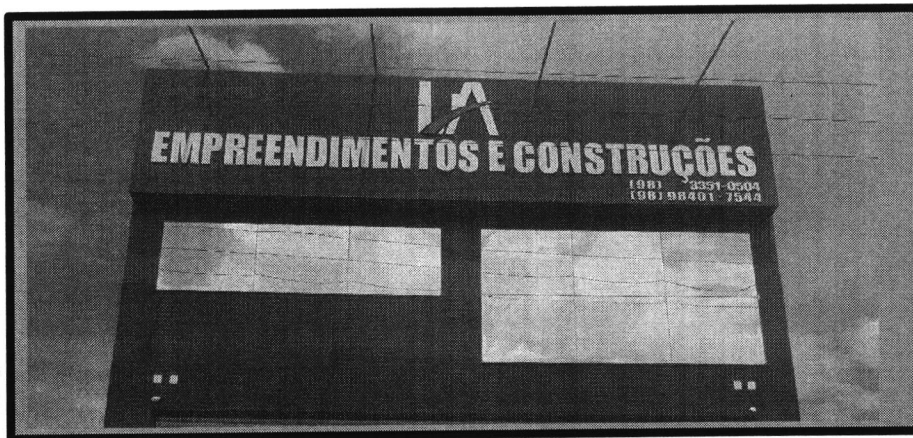 LA
EMPREENDIMENTOS E CONSTRUÇÕES
(98) 3351-0504
(98) 98401-7544